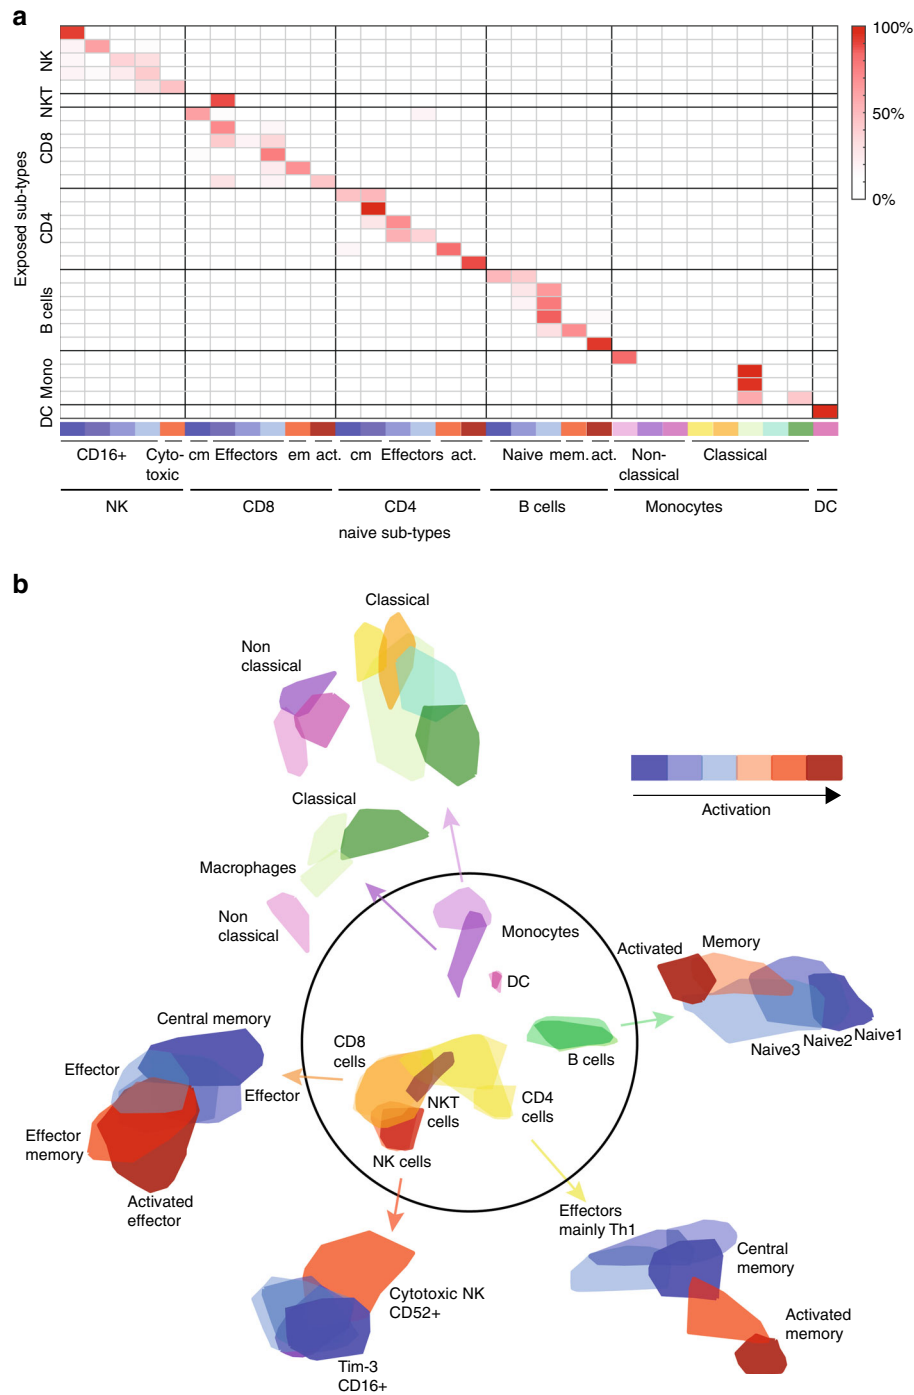 a
100%
50%
0%
Exposed sub-types
NK
NKT
CD8
CD4
B cells
Mono
DC
CD16+
Cyto-
toxic
cm Effectors em act.
cm Effectors act.
Naive mem. act.
Non-
classical
Classical
NK
CD8
CD4
B cells
Monocytes
DC
naive sub-types
b
Classical
Non
classical
Activation
Classical
Macrophages
Non
classical
Monocytes
DC
Activated
Memory
Naive3
Naive2
Naive1
B cells
Central memory
Effector
Effector
Effector
memory
Activated
effector
CD8
cells
NKT
cells
CD4
cells
NK cells
Effectors
mainly Th1
Central
memory
Activated
memory
Cytotoxic NK
CD52+
Tim-3
CD16+